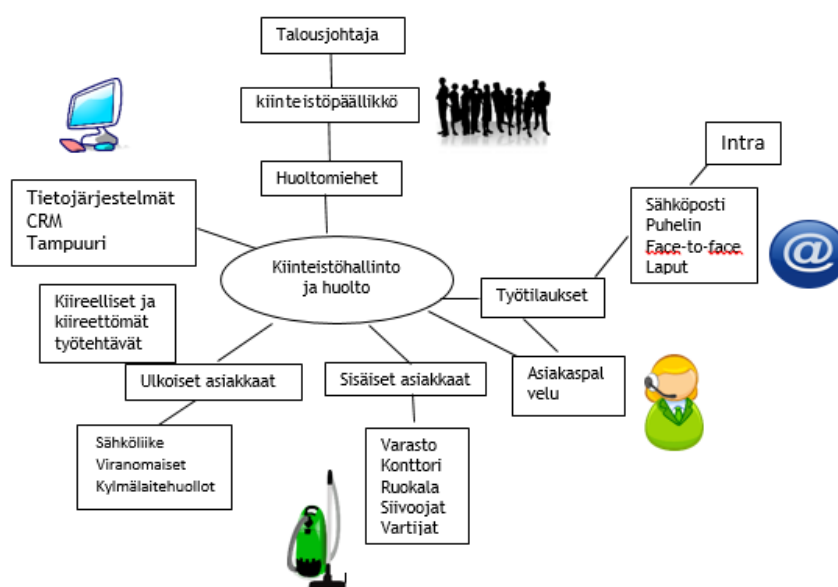 Talousjohtaja
kiinteistöpäällikkö
Huoltomiehet
Intra
Tietojärjestelmät
CRM
Tampuuri
Sähköposti
Puhelin
Face-to-face
Laput
@
Kiinteistöhallinto
ja huolto
Työtilaukset
Kiireelliset ja
kiireettömät
työtehtävät
Ulkoiset asiakkaat
Sisäiset asiakkaat
Asiakaspal
velu
Sähköliike
Viranomaiset
Kylmälaitehuollot
Varasto
Konttori
Ruokala
Siivoojat
Vartijat